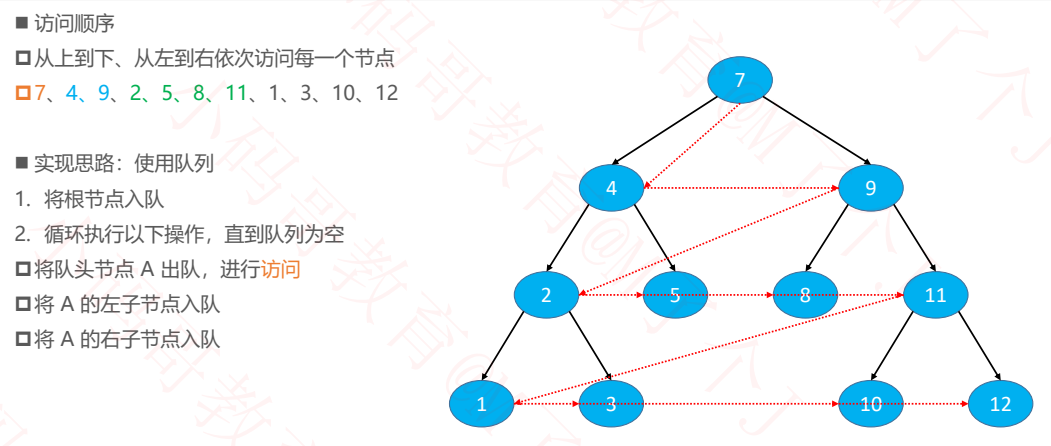 ■ 访问顺序
从上到下、从左到右依次访问每一个节点
7、4、9、2、5、8、11、1、3、10、12
■ 实现思路：使用队列
1. 将根节点入队
2. 循环执行以下操作，直到队列为空
将队头节点 A 出队，进行访问
将 A 的左子节点入队
将 A 的右子节点入队
7
4 9
2 5 8 11
1 3 10 12